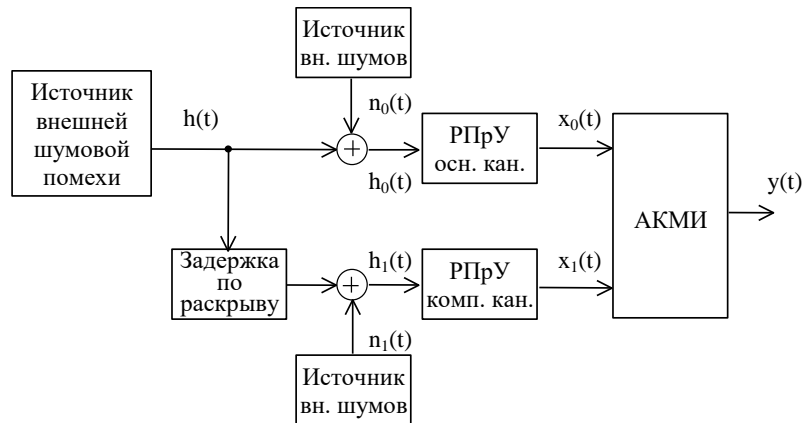 Источник
вн. шумов
Источник
внешней
шумовой
помехи
h(t)
n₀(t)
+
h₀(t)
РПрУ
осн. кан.
x₀(t)
АКМИ
y(t)
Задержка
по
раскрыву
+
h₁(t)
n₁(t)
РПрУ
комп. кан.
x₁(t)
Источник
вн. шумов